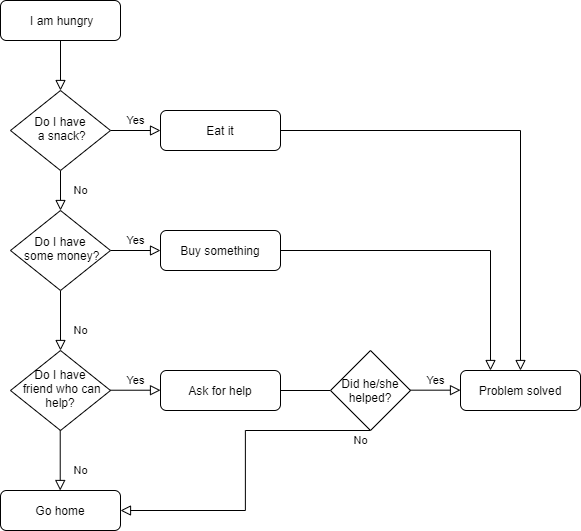 I am hungry
Do I have
a snack?
Yes
Eat it
No
Do I have
some money?
Yes
Buy something
No
Do I have
friend who can
help?
Yes
Ask for help
Did he/she
helped?
Yes
Problem solved
No
No
Go home